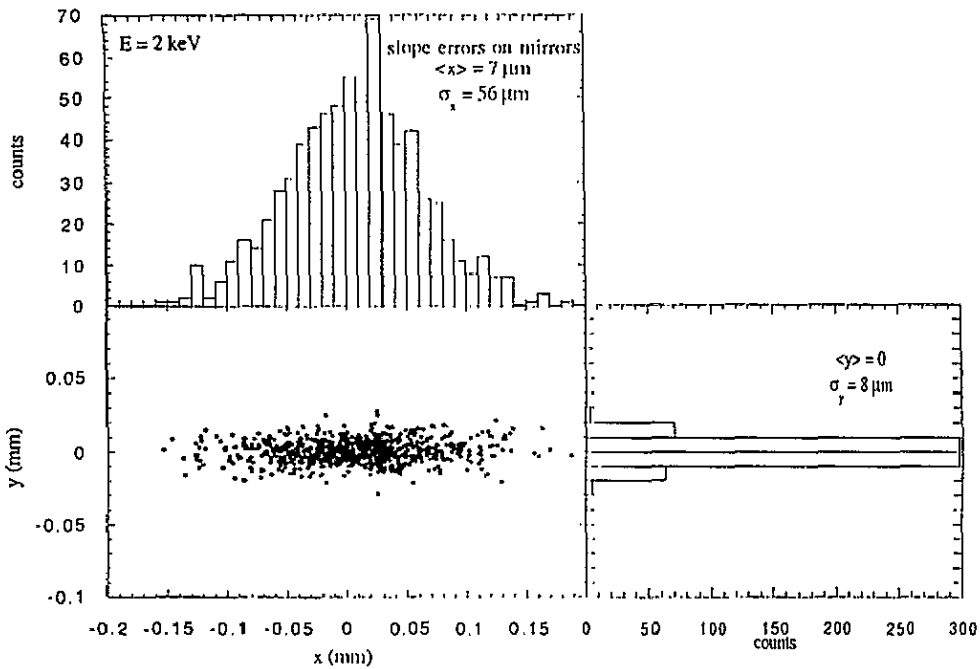 70
60
50
40
30
20
10
0
counts
E = 2 keV
slope errors on mirrors
<x> = 7 µm
σx = 56 µm
0.05
0
-0.05
-0.1
y (mm)
<y> = 0
σy = 8 µm
-0.2 -0.15 -0.1 -0.05 0 0.05 0.1 0.15
x (mm)
0 50 100 150 200 250 300
counts